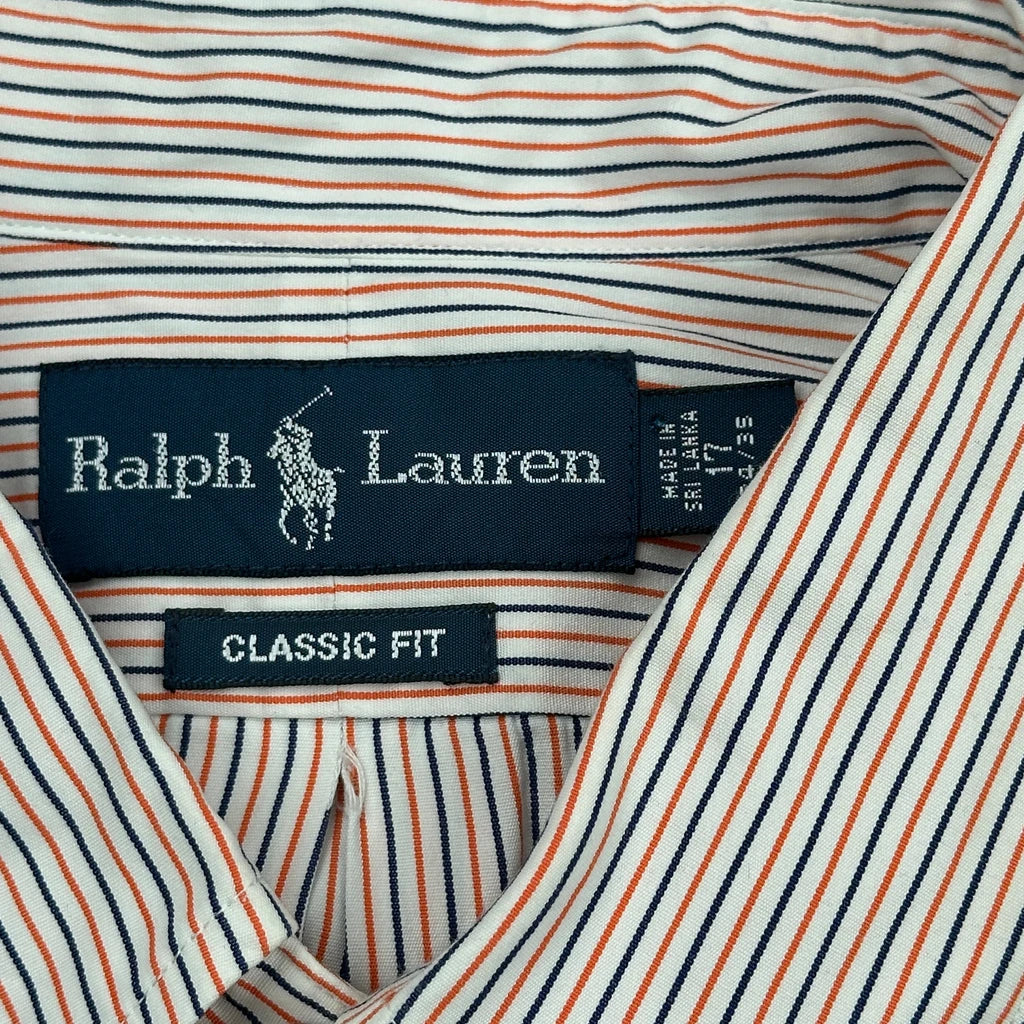 Ralph Lauren
MADE IN
SRI LANKA
17
CLASSIC FIT